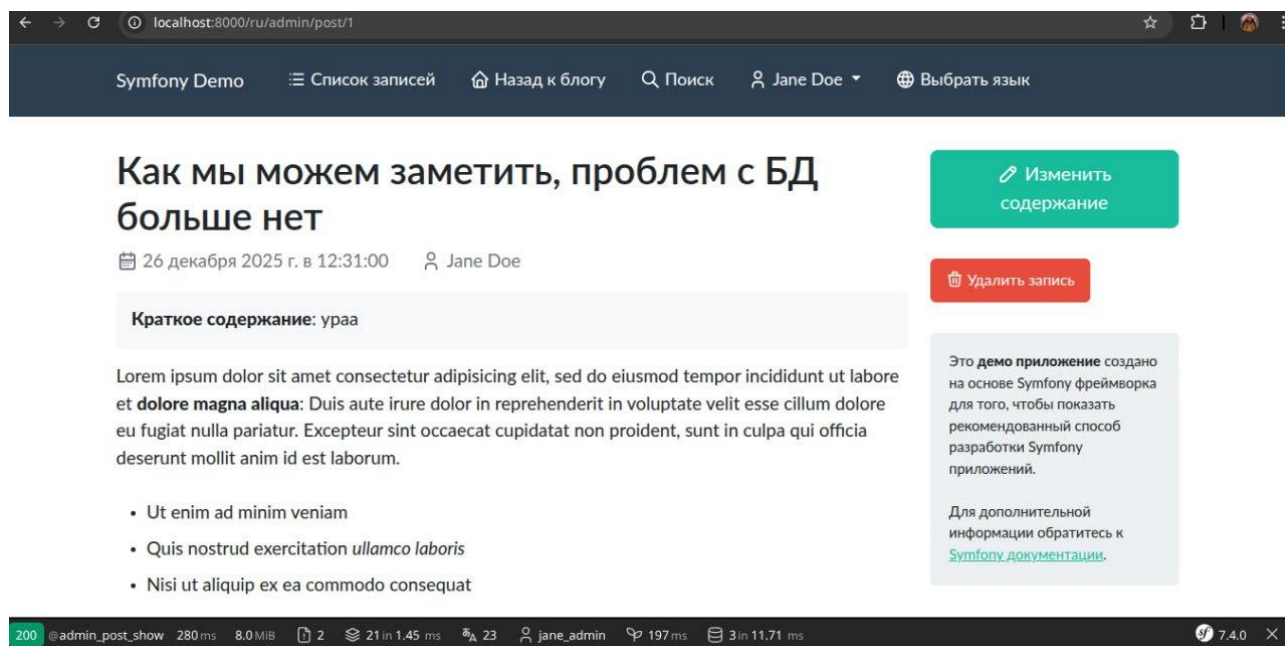 localhost:8000/ru/admin/post/1
Symfony Demo Список записей Назад к блогу Поиск Jane Doe Выбрать язык
Как мы можем заметить, проблем с БД
больше нет
26 декабря 2025 г. в 12:31:00 Jane Doe
Краткое содержание: ураа
Lorem ipsum dolor sit amet consectetur adipisicing elit, sed do eiusmod tempor incididunt ut labore
et dolore magna aliqua: Duis aute irure dolor in reprehenderit in voluptate velit esse cillum dolore
eu fugiat nulla pariatur. Excepteur sint occaecat cupidatat non proident, sunt in culpa qui officia
deserunt mollit anim id est laborum.
• Ut enim ad minim veniam
• Quis nostrud exercitation ullamco laboris
• Nisi ut aliquip ex ea commodo consequat
Изменить
содержание
Удалить запись
Это демо приложение создано
на основе Symfony фреймворка
для того, чтобы показать
рекомендованный способ
разработки Symfony
приложений.
Для дополнительной
информации обратитесь к
Symfony документации.
200 @admin_post_show 280 ms 8.0 MiB 2 21 in 1.45 ms 23 jane_admin 197 ms 3 in 11.71 ms sf 7.4.0